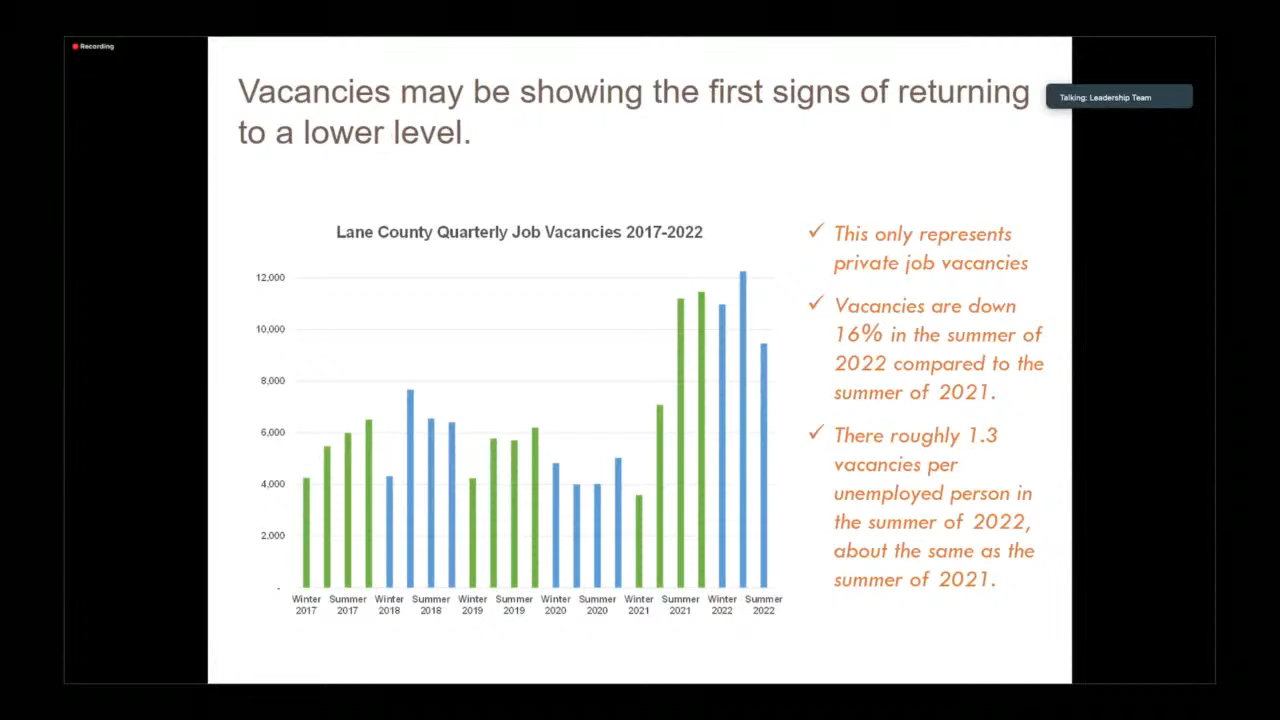 Recording
Vacancies may be showing the first signs of returning
to a lower level.
Talking: Leadership Team
Lane County Quarterly Job Vacancies 2017-2022
12,000
10,000
8,000
6,000
4,000
2,000
-
Winter Summer Winter Summer Winter Summer Winter Summer Winter Summer Winter Summer
2017 2017 2018 2018 2019 2019 2020 2020 2021 2021 2022 2022
✓ This only represents
private job vacancies
✓ Vacancies are down
16% in the summer of
2022 compared to the
summer of 2021.
✓ There roughly 1.3
vacancies per
unemployed person in
the summer of 2022,
about the same as the
summer of 2021.